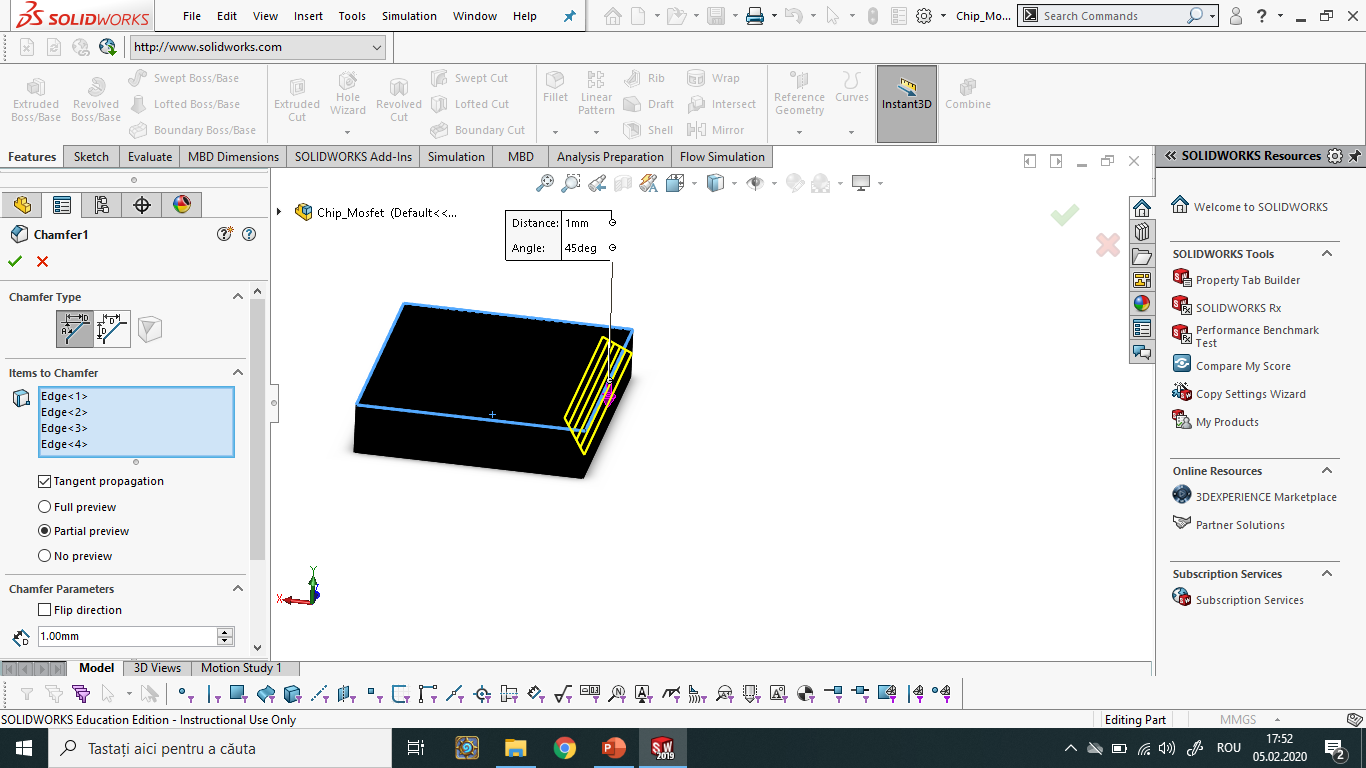 SOLIDWORKS
File Edit View Insert Tools Simulation Window Help
Chip_Mo...
Search Commands
?
http://www.solidworks.com
Extruded Boss/Base
Revolved Boss/Base
Swept Boss/Base
Lofted Boss/Base
Boundary Boss/Base
Extruded Cut
Hole Wizard
Revolved Cut
Swept Cut
Lofted Cut
Boundary Cut
Fillet
Linear Pattern
Rib
Draft
Shell
Wrap
Intersect
Mirror
Reference Geometry
Curves
Instant3D
Combine
Features Sketch Evaluate MBD Dimensions SOLIDWORKS Add-Ins Simulation MBD Analysis Preparation Flow Simulation
Chamfer1
Chamfer Type
Items to Chamfer
Edge<1>
Edge<2>
Edge<3>
Edge<4>
Tangent propagation
Full preview
Partial preview
No preview
Chamfer Parameters
Flip direction
1.00mm
Chip_Mosfet (Default<<...
Distance: 1mm
Angle: 45deg
Y
X
SOLIDWORKS Resources
Welcome to SOLIDWORKS
SOLIDWORKS Tools
Property Tab Builder
SOLIDWORKS Rx
Performance Benchmark
Test
Compare My Score
Copy Settings Wizard
My Products
Online Resources
3DEXPERIENCE Marketplace
Partner Solutions
Subscription Services
Subscription Services
Model 3D Views Motion Study 1
SOLIDWORKS Education Edition - Instructional Use Only
Editing Part
MMGS
Tastați aici pentru a căuta
SW
2019
ROU
17:52
05.02.2020
2